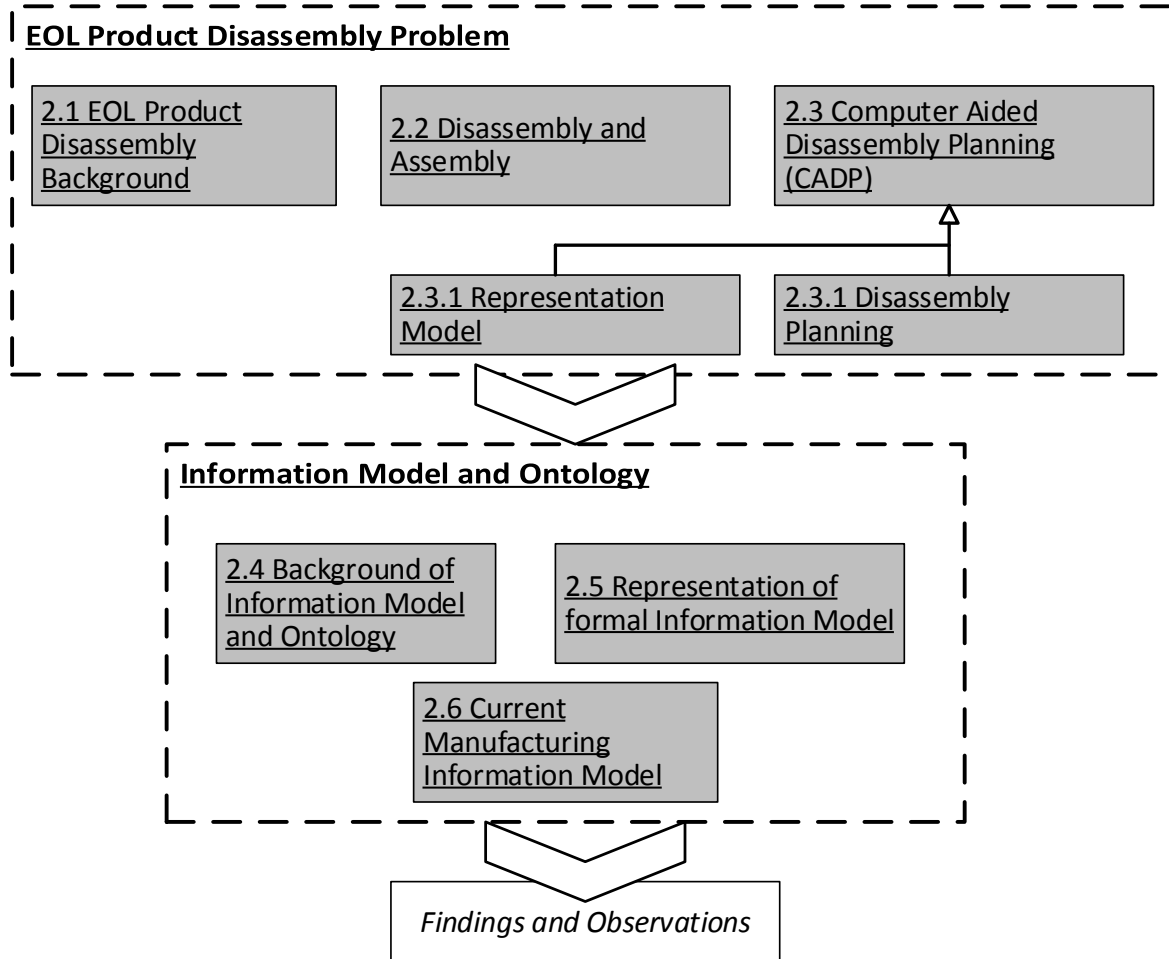 EOL Product Disassembly Problem
2.1 EOL Product
Disassembly
Background
2.2 Disassembly and
Assembly
2.3 Computer Aided
Disassembly Planning
(CADP)
2.3.1 Representation
Model
2.3.1 Disassembly
Planning
Information Model and Ontology
2.4 Background of
Information Model
and Ontology
2.5 Representation of
formal Information Model
2.6 Current
Manufacturing
Information Model
Findings and Observations